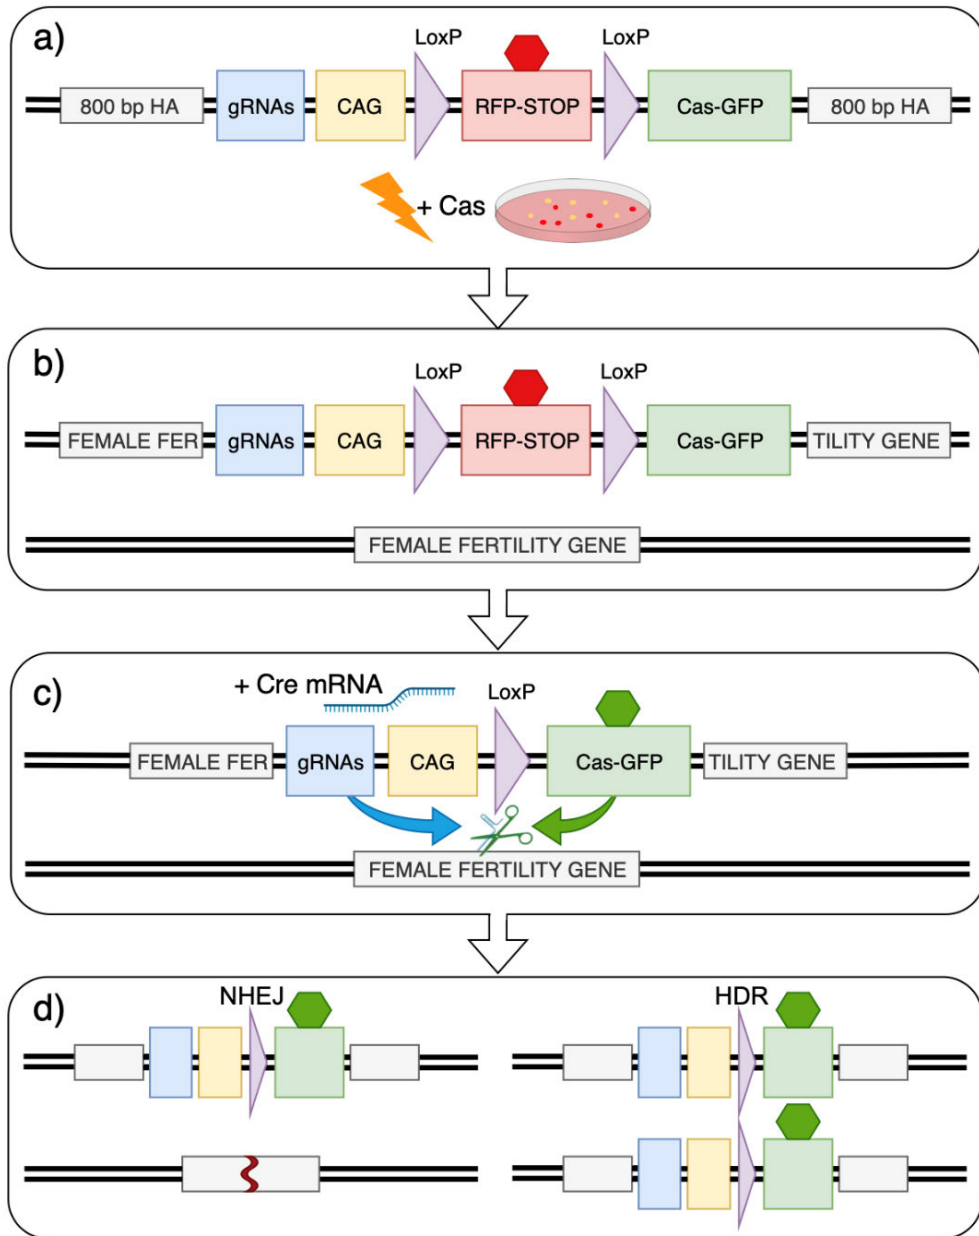 a)
LoxP LoxP
800 bp HA gRNAs CAG RFP-STOP Cas-GFP 800 bp HA
+ Cas
b)
LoxP LoxP
FEMALE FER gRNAs CAG RFP-STOP Cas-GFP TILITY GENE
FEMALE FERTILITY GENE
c)
+ Cre mRNA LoxP
FEMALE FER gRNAs CAG Cas-GFP TILITY GENE
FEMALE FERTILITY GENE
d)
NHEJ HDR